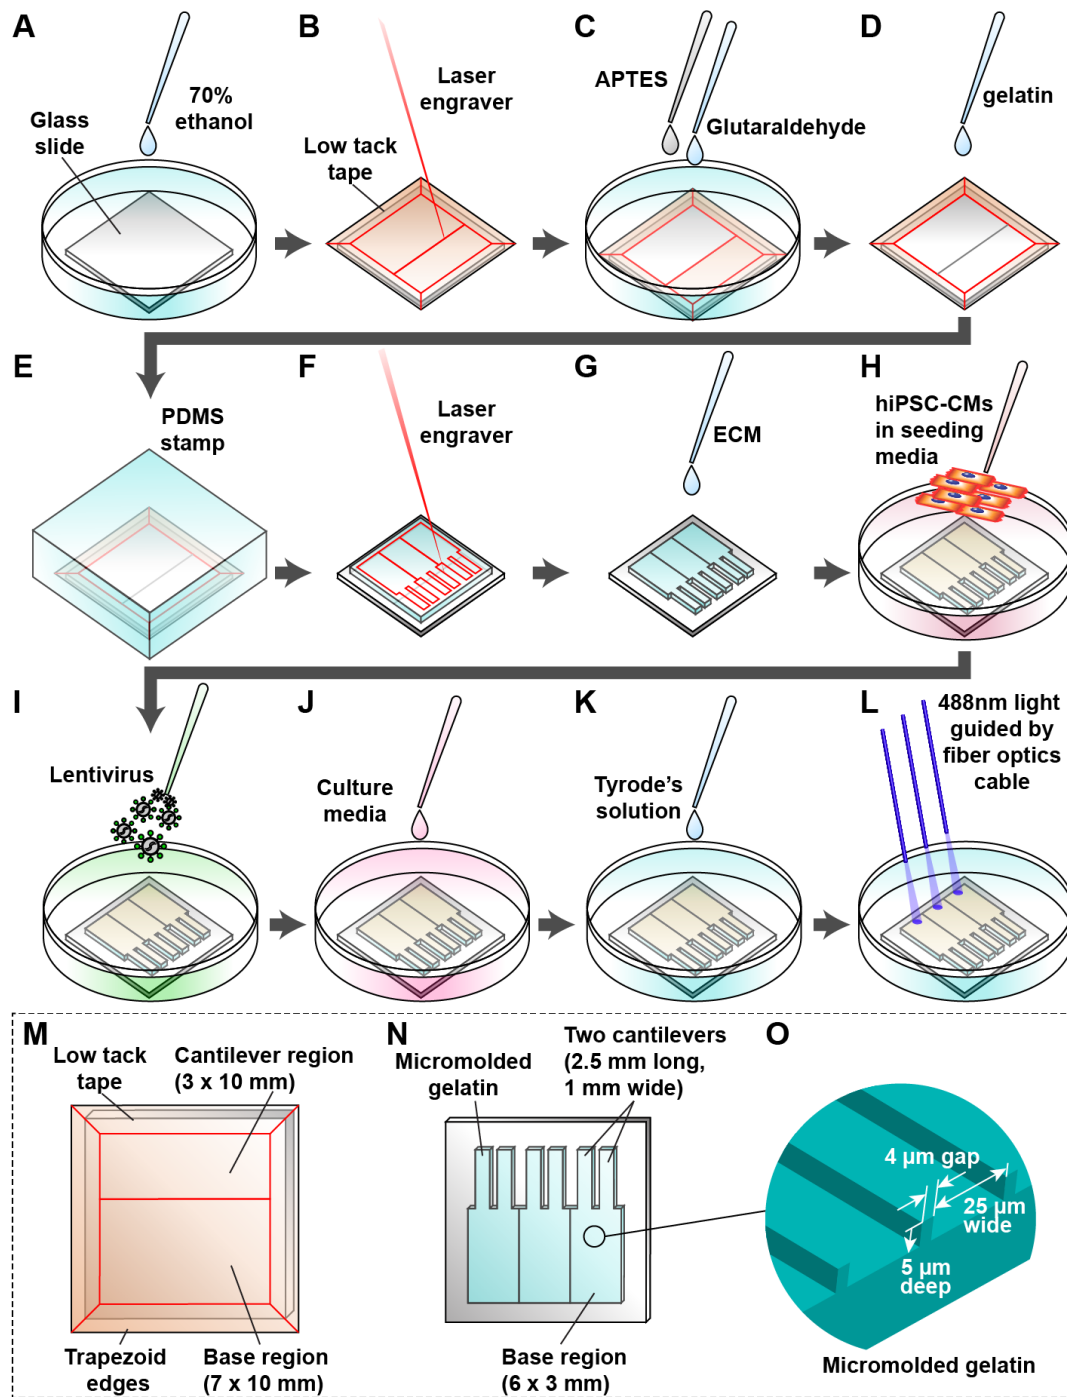 A
70%
ethanol
Glass
slide
B
Laser
engraver
Low tack
tape
C
APTES
Glutaraldehyde
D
gelatin
E
PDMS
stamp
F
Laser
engraver
G
ECM
H
hiPSC-CMs
in seeding
media
I
Lentivirus
J
Culture
media
K
Tyrode's
solution
L
488nm light
guided by
fiber optics
cable
M
Low tack
tape
Cantilever region
(3 x 10 mm)
Trapezoid
edges
Base region
(7 x 10 mm)
N
Micromolded
gelatin
Two cantilevers
(2.5 mm long,
1 mm wide)
Base region
(6 x 3 mm)
O
4 µm gap
25 µm
wide
5 µm
deep
Micromolded gelatin